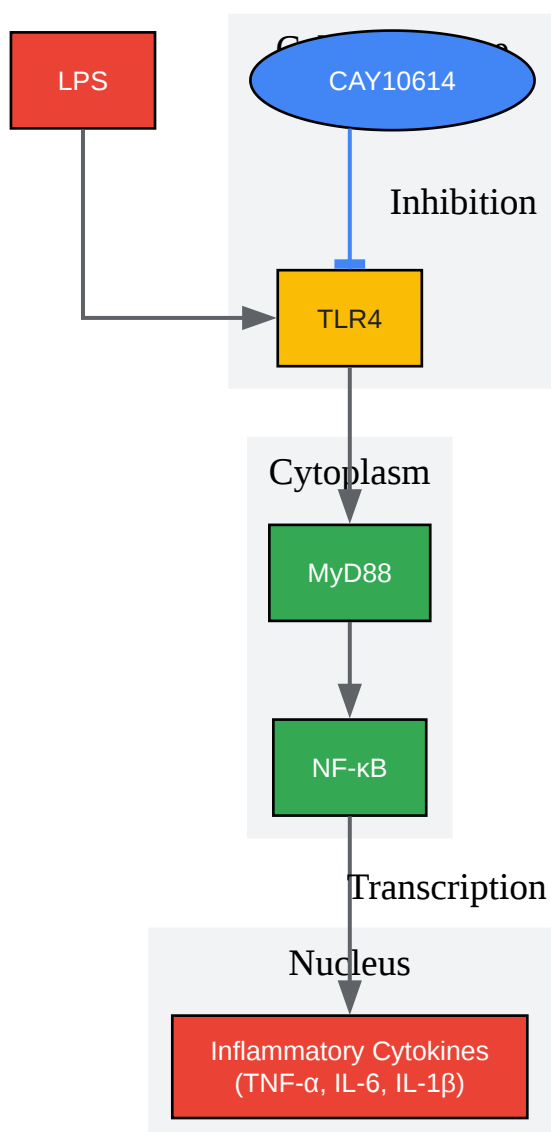 LPS
CAY10614
Inhibition
TLR4
Cytoplasm
MyD88
NF-κB
Transcription
Nucleus
Inflammatory Cytokines
(TNF-α, IL-6, IL-1β)